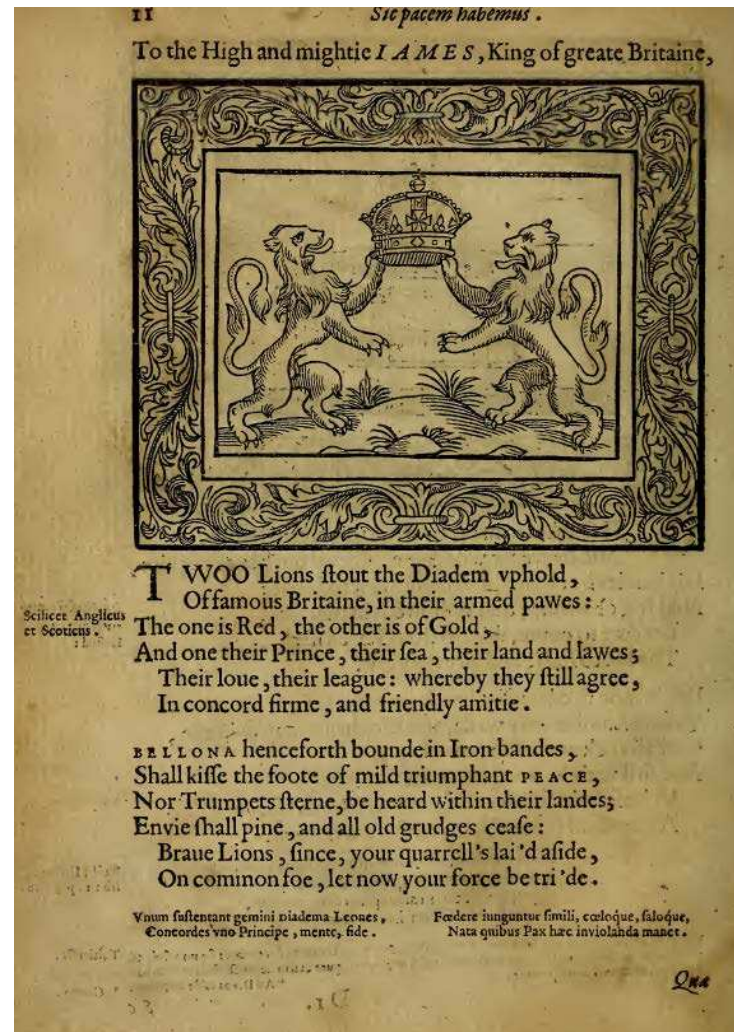 11 Sic pacem habemus.
To the High and mightie IAMES, King of greate Britaine,
TWOO Lions ſtout the Diadem vphold,
Of famous Britaine, in their armed pawes:
Scilicet Anglicus
et Scoticus.
The one is Red, the other is of Gold,
And one their Prince, their ſea, their land and lawes;
Their loue, their league: whereby they ſtill agree,
In concord firme, and friendly amitie.
BELLONA henceforth bounde in Iron bandes,
Shall kiſſe the foote of mild triumphant PEACE,
Nor Trumpets ſterne, be heard within their landes;
Envie ſhall pine, and all old grudges ceaſe:
Braue Lions, ſince, your quarrell's lai'd aſide,
On common foe, let now your force be tri'de.
Vnum ſuſtentant gemini Diadema Leones,
Concordes vno Principe, mente, fide.
Fœdere iunguntur ſimili, cœloque, ſaloque,
Nata quibus Pax hæc inviolanda manet.
Qua